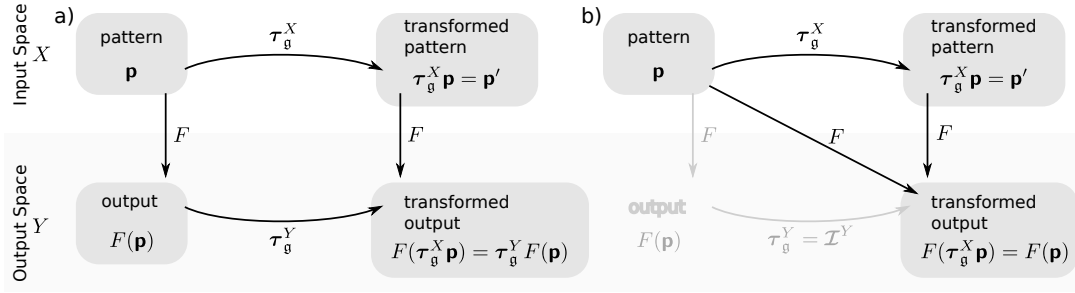 a)
Input Space
X
pattern
p
τ_𝔤^X
transformed
pattern
τ_𝔤^X p = p′
F
F
Output Space
Y
output
F(p)
τ_𝔤^Y
transformed
output
F(τ_𝔤^X p) = τ_𝔤^Y F(p)
b)
pattern
p
τ_𝔤^X
transformed
pattern
τ_𝔤^X p = p′
F
F
F
output
F(p)
τ_𝔤^Y = 𝓘^Y
transformed
output
F(τ_𝔤^X p) = F(p)